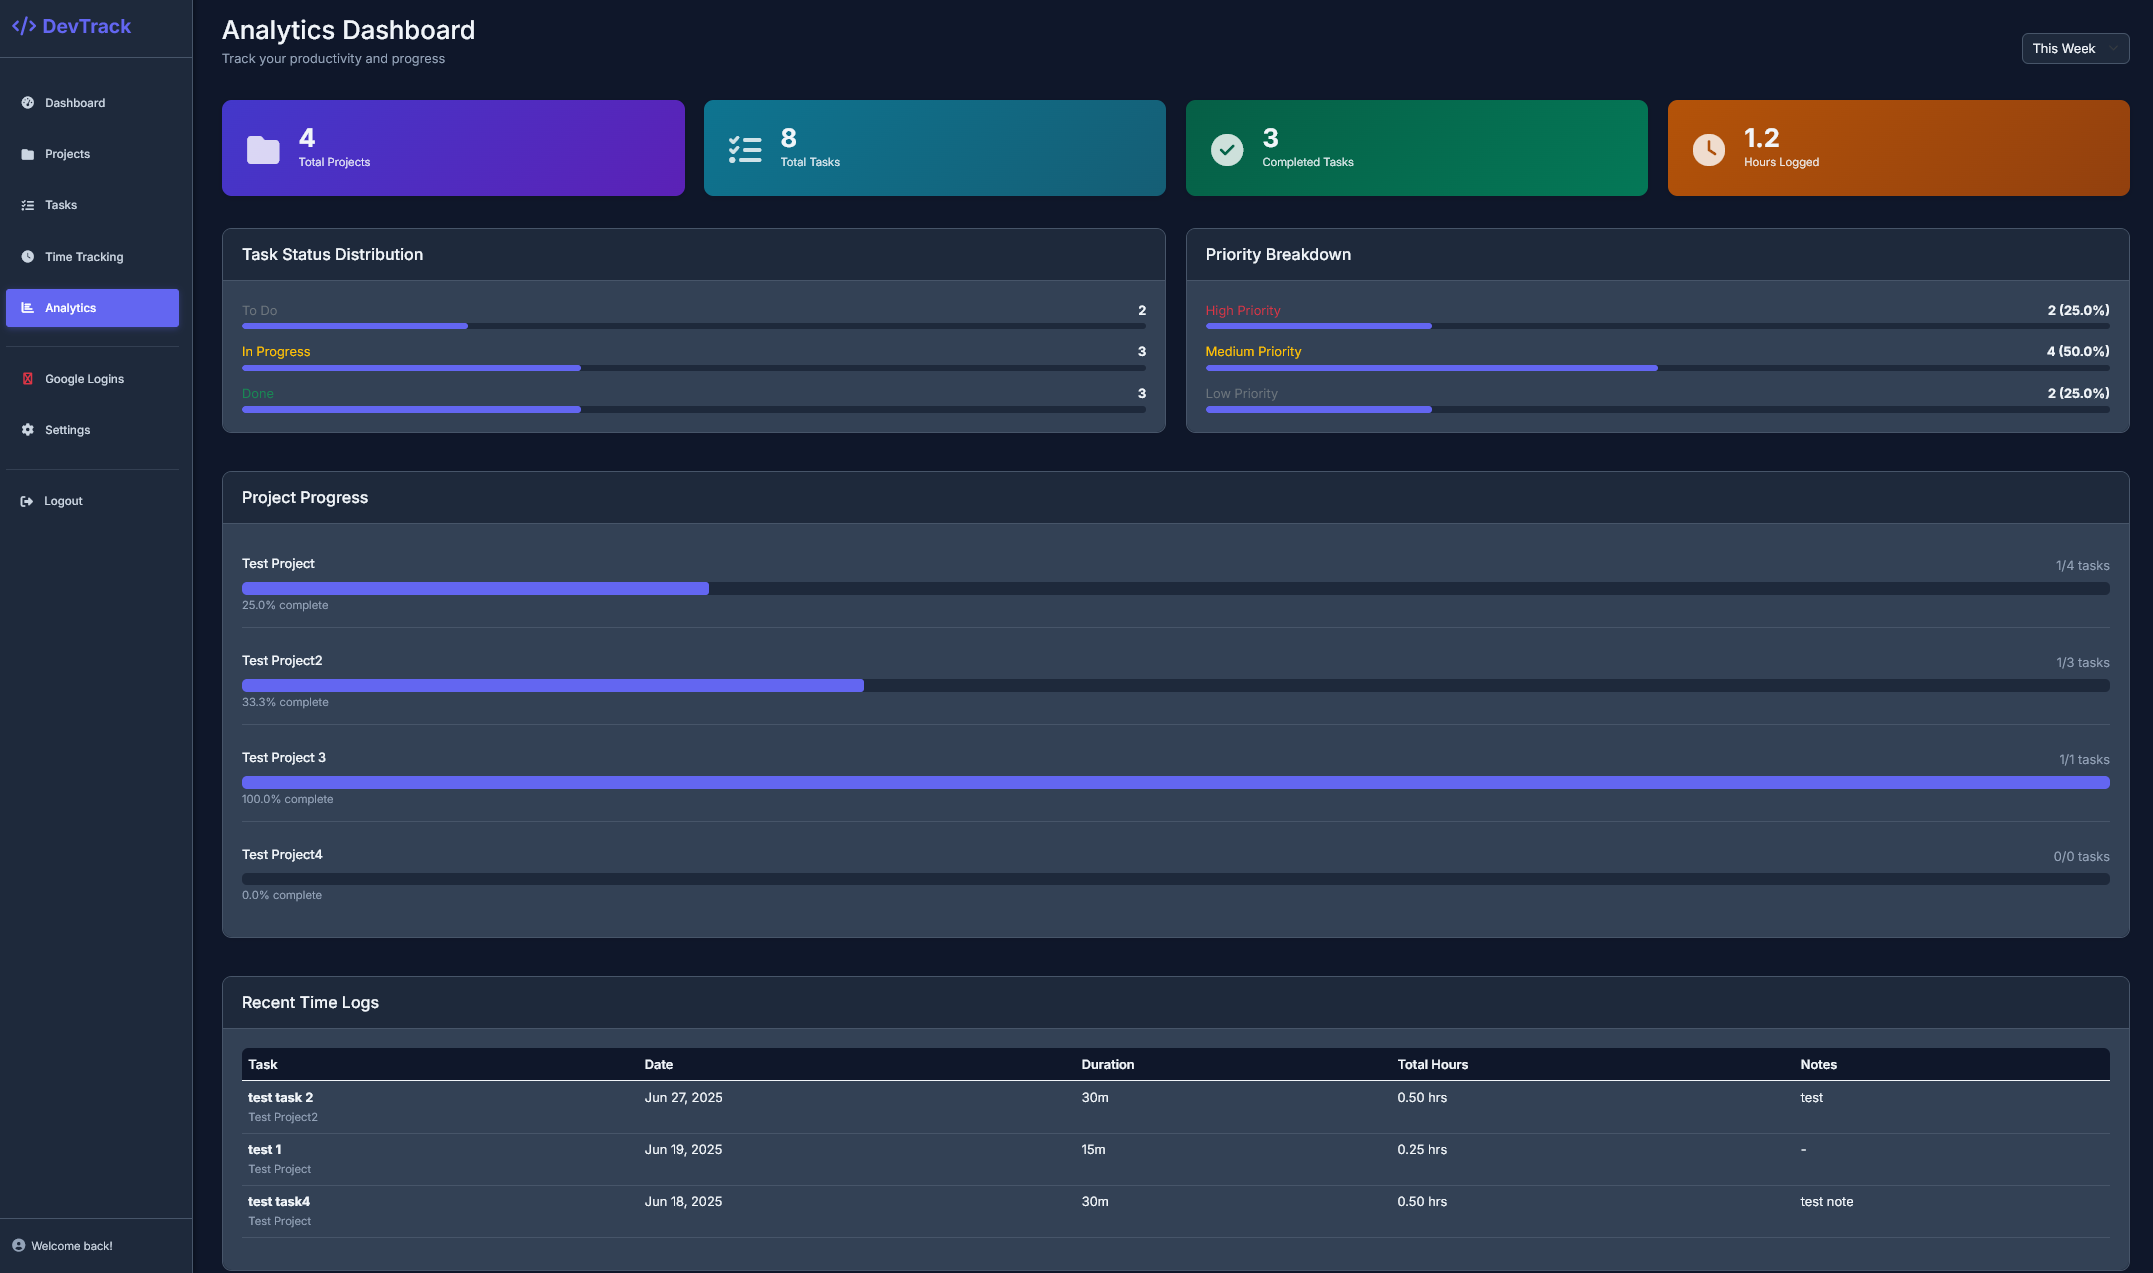 </> DevTrack
Dashboard
Projects
Tasks
Time Tracking
Analytics
Google Logins
Settings
Logout
Welcome back!
Analytics Dashboard
Track your productivity and progress
This Week
4
Total Projects
8
Total Tasks
3
Completed Tasks
1.2
Hours Logged
Task Status Distribution
To Do 2
In Progress 3
Done 3
Priority Breakdown
High Priority 2 (25.0%)
Medium Priority 4 (50.0%)
Low Priority 2 (25.0%)
Project Progress
Test Project 1/4 tasks
25.0% complete
Test Project2 1/3 tasks
33.3% complete
Test Project 3 1/1 tasks
100.0% complete
Test Project4 0/0 tasks
0.0% complete
Recent Time Logs
Task Date Duration Total Hours Notes
test task 2 Jun 27, 2025 30m 0.50 hrs test
Test Project2
test 1 Jun 19, 2025 15m 0.25 hrs -
Test Project
test task4 Jun 18, 2025 30m 0.50 hrs test note
Test Project